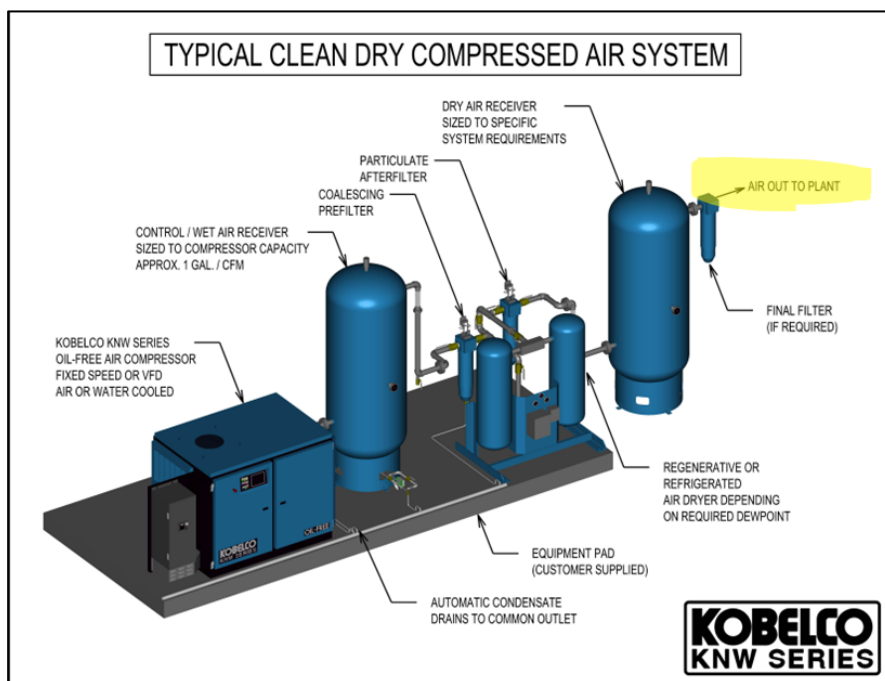 TYPICAL CLEAN DRY COMPRESSED AIR SYSTEM
DRY AIR RECEIVER
SIZED TO SPECIFIC
SYSTEM REQUIREMENTS
PARTICULATE
AFTERFILTER
COALESCING
PREFILTER
AIR OUT TO PLANT
CONTROL / WET AIR RECEIVER
SIZED TO COMPRESSOR CAPACITY
APPROX. 1 GAL. / CFM
FINAL FILTER
(IF REQUIRED)
KOBELCO KNW SERIES
OIL-FREE AIR COMPRESSOR
FIXED SPEED OR VFD
AIR OR WATER COOLED
REGENERATIVE OR
REFRIGERATED
AIR DRYER DEPENDING
ON REQUIRED DEWPOINT
KOBELCO
KNW SERIES
OIL-FREE
EQUIPMENT PAD
(CUSTOMER SUPPLIED)
AUTOMATIC CONDENSATE
DRAINS TO COMMON OUTLET
KOBELCO
KNW SERIES